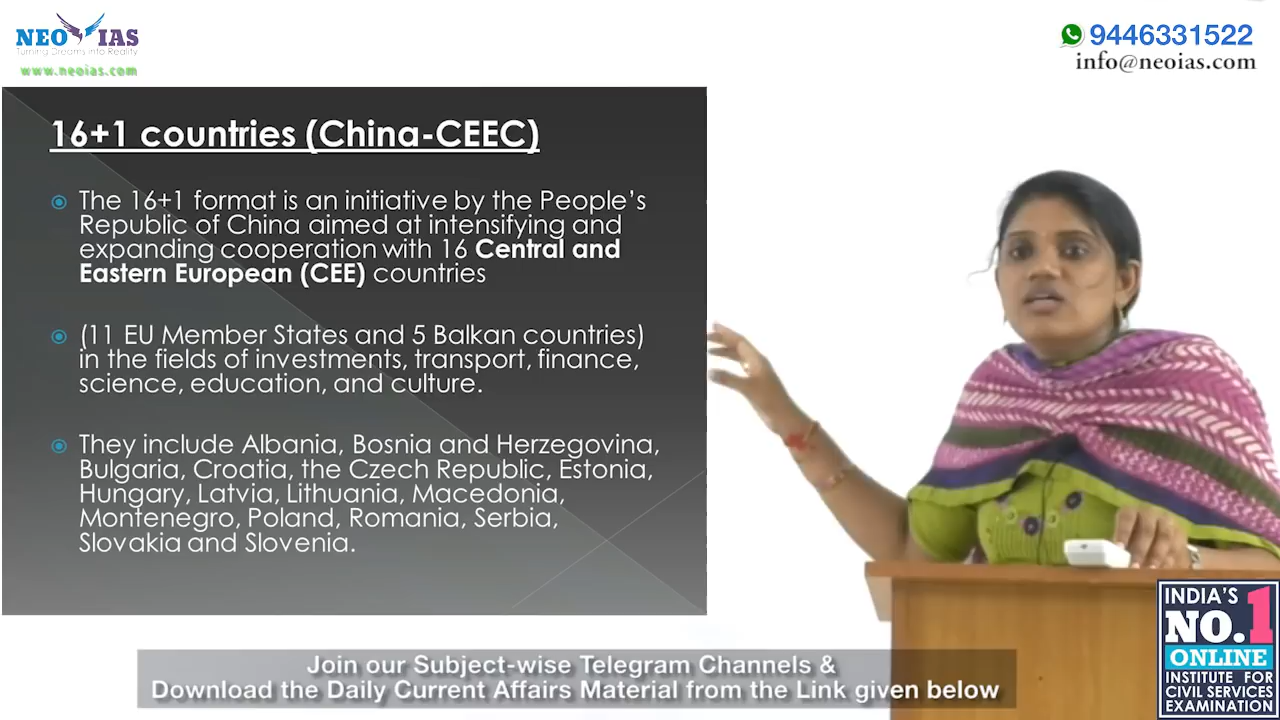 NEO IAS
Turning Dreams into Reality
www.neoias.com
9446331522
info@neoias.com
16+1 countries (China-CEEC)
The 16+1 format is an initiative by the People's
Republic of China aimed at intensifying and
expanding cooperation with 16 Central and
Eastern European (CEE) countries
(11 EU Member States and 5 Balkan countries)
in the fields of investments, transport, finance,
science, education, and culture.
They include Albania, Bosnia and Herzegovina,
Bulgaria, Croatia, the Czech Republic, Estonia,
Hungary, Latvia, Lithuania, Macedonia,
Montenegro, Poland, Romania, Serbia,
Slovakia and Slovenia.
INDIA'S
NO.1
ONLINE
INSTITUTE FOR
CIVIL SERVICES
EXAMINATION
Join our Subject-wise Telegram Channels &
Download the Daily Current Affairs Material from the Link given below